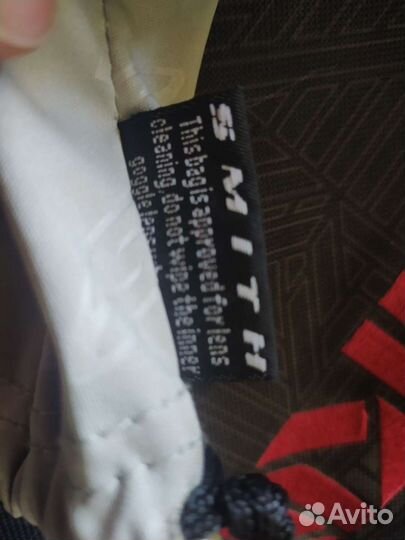 SMITH
This bag is approved for lens
cleaning, do not wipe the inner
goggle lens
Avito